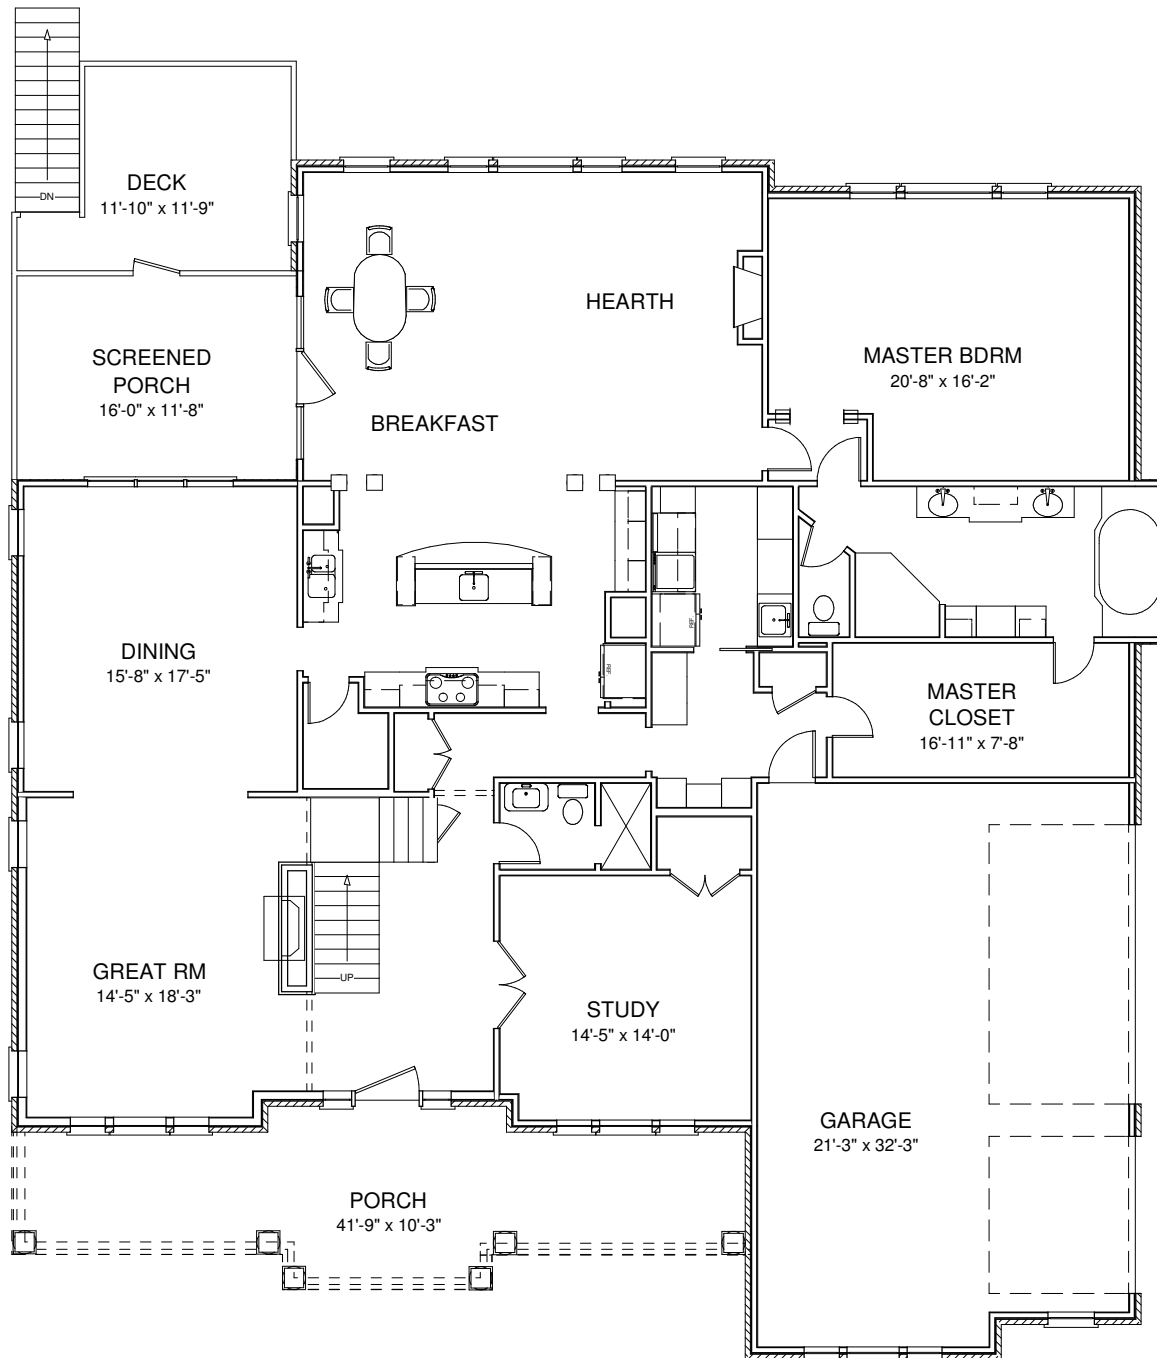 DN
DECK
11'-10" x 11'-9"
HEARTH
SCREENED
PORCH
16'-0" x 11'-8"
MASTER BDRM
20'-8" x 16'-2"
BREAKFAST
REF.
DINING
15'-8" x 17'-5"
REF.
MASTER
CLOSET
16'-11" x 7'-8"
GREAT RM
14'-5" x 18'-3"
UP
STUDY
14'-5" x 14'-0"
GARAGE
21'-3" x 32'-3"
PORCH
41'-9" x 10'-3"